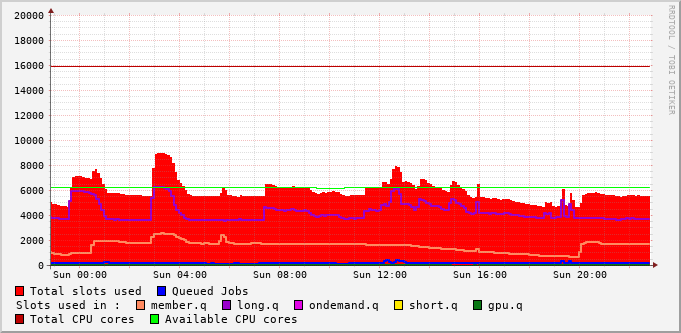 RRDTOOL / TOBI OETIKER
20000
18000
16000
14000
12000
10000
8000
6000
4000
2000
0
Sun 00:00 Sun 04:00 Sun 08:00 Sun 12:00 Sun 16:00 Sun 20:00
Total slots used Queued Jobs
Slots used in : member.q long.q ondemand.q short.q gpu.q
Total CPU cores Available CPU cores